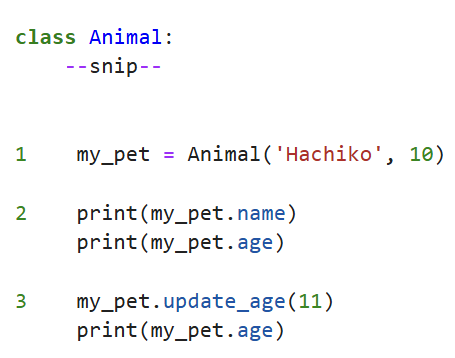 class Animal:
    --snip--
1    my_pet = Animal('Hachiko', 10)
2    print(my_pet.name)
     print(my_pet.age)
3    my_pet.update_age(11)
     print(my_pet.age)